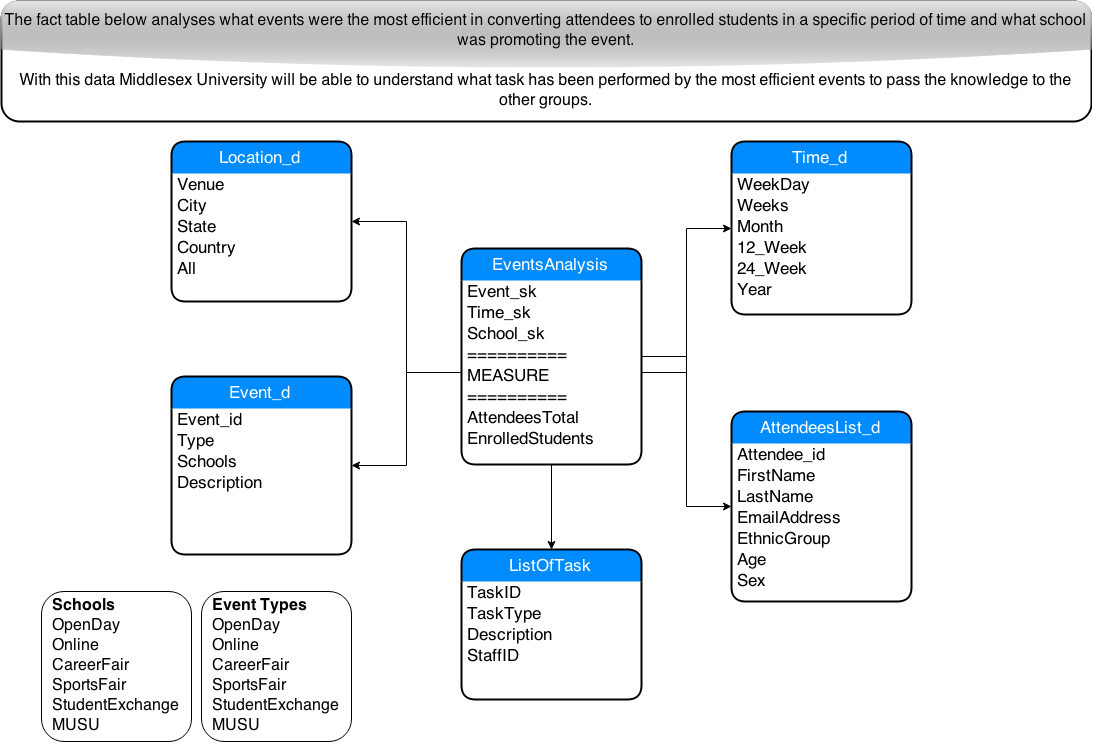 The fact table below analyses what events were the most efficient in converting attendees to enrolled students in a specific period of time and what school
was promoting the event.
With this data Middlesex University will be able to understand what task has been performed by the most efficient events to pass the knowledge to the
other groups.
Location_d
Venue
City
State
Country
All
Time_d
WeekDay
Weeks
Month
12_Week
24_Week
Year
EventsAnalysis
Event_sk
Time_sk
School_sk
==========
MEASURE
==========
AttendeesTotal
EnrolledStudents
Event_d
Event_id
Type
Schools
Description
AttendeesList_d
Attendee_id
FirstName
LastName
EmailAddress
EthnicGroup
Age
Sex
ListOfTask
TaskID
TaskType
Description
StaffID
Schools
OpenDay
Online
CareerFair
SportsFair
StudentExchange
MUSU
Event Types
OpenDay
Online
CareerFair
SportsFair
StudentExchange
MUSU